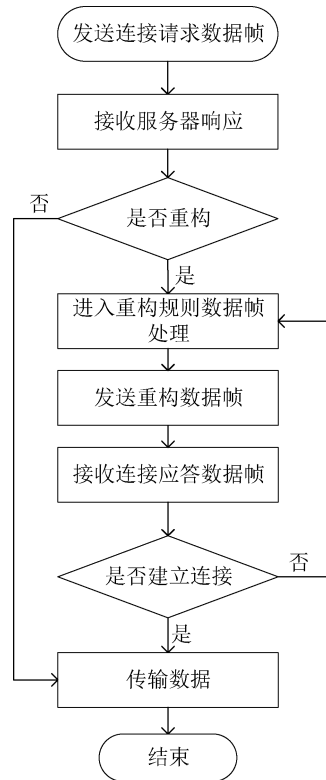 发送连接请求数据帧
接收服务器响应
否
是否重构
是
进入重构规则数据帧
处理
发送重构数据帧
接收连接应答数据帧
是否建立连接
否
是
传输数据
结束